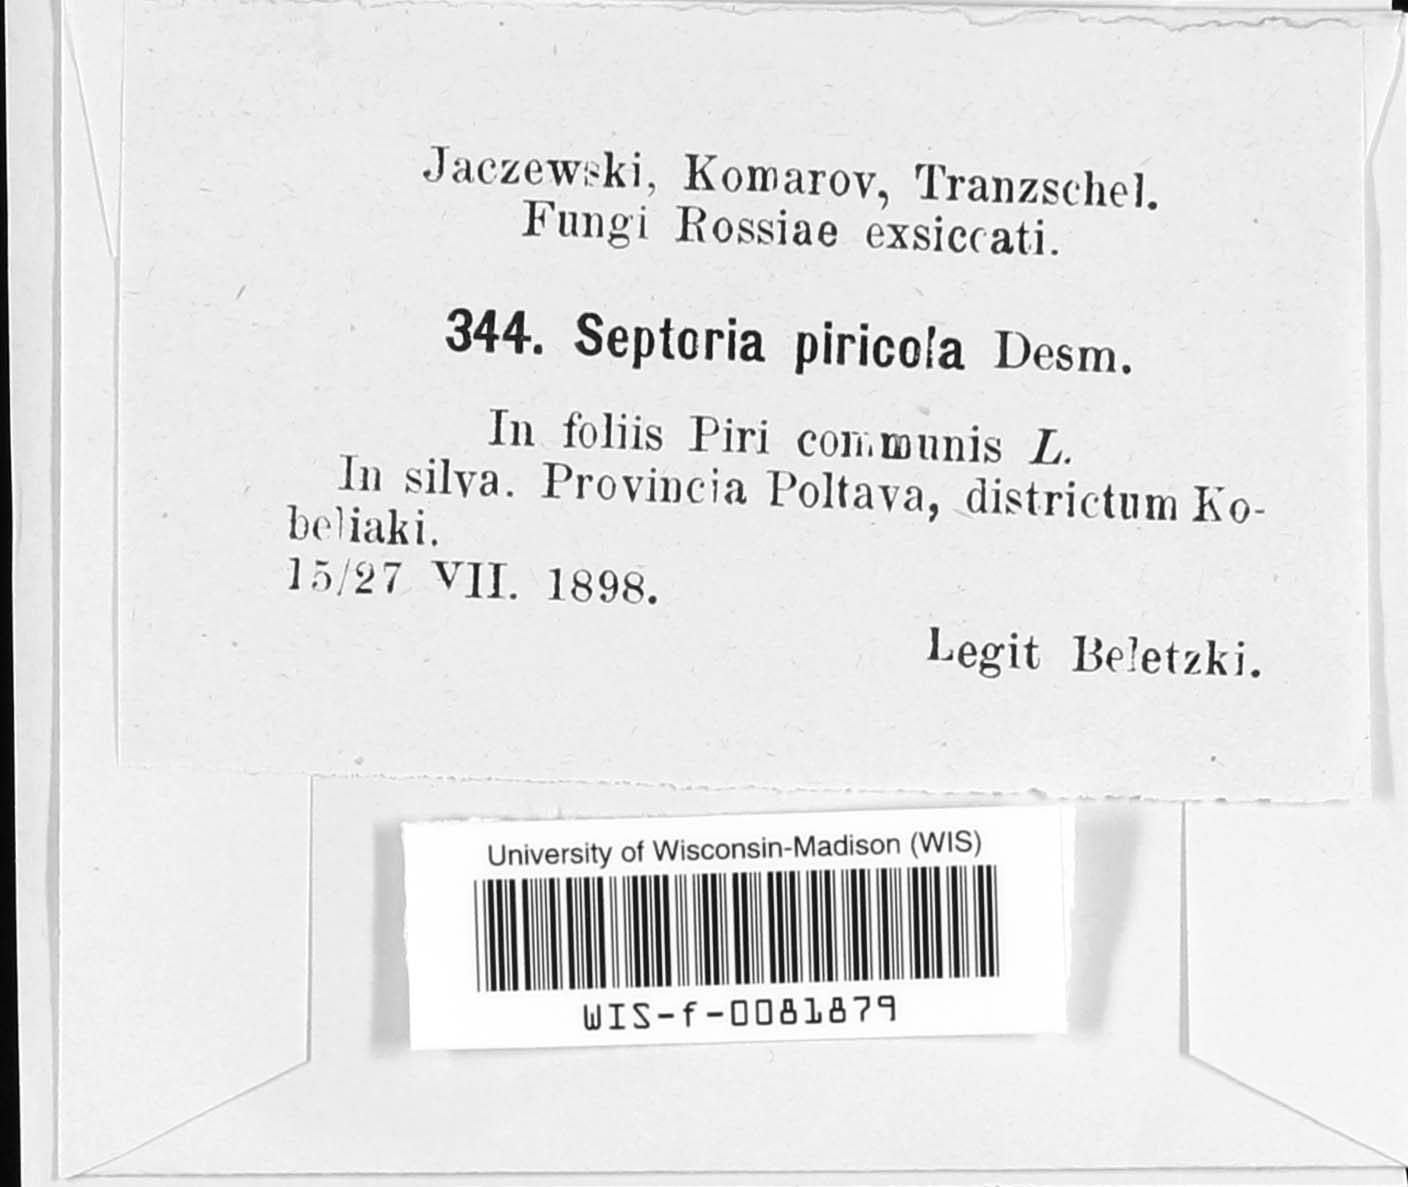 Jaczewski, Komarov, Tranzschel.
Fungi Rossiae exsiccati.
344. Septoria piricola Desm.
In foliis Piri communis L.
In silva. Provincia Poltava, districtum Ko-
beliaki.
15/27 VII. 1898.
Legit Beletzki.
University of Wisconsin-Madison (WIS)
WIS-f-0081879